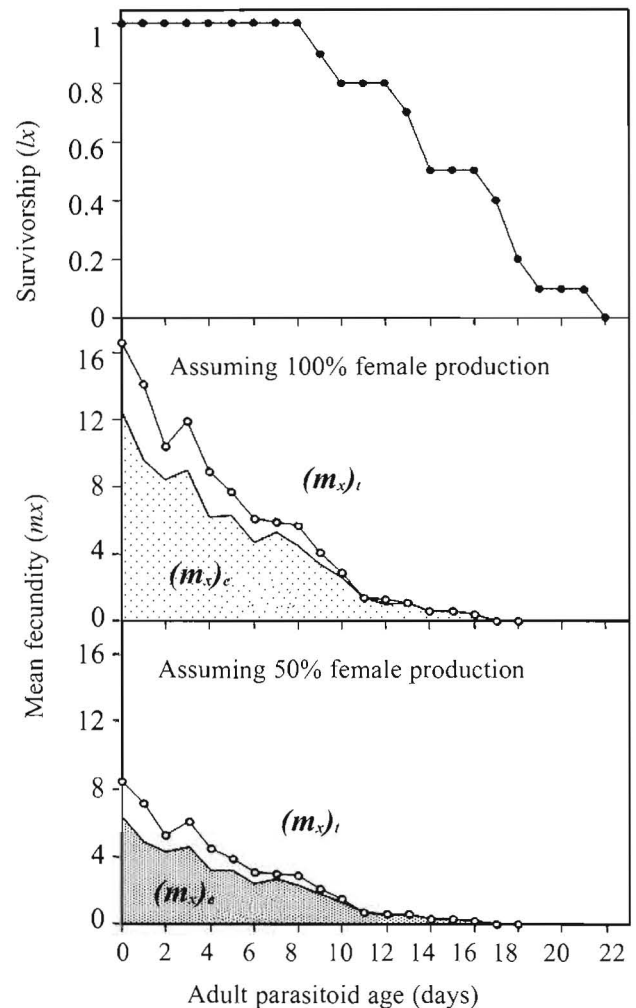 Survivorship (lx)
1
0.8
0.6
0.4
0.2
0
Mean fecundity (mx)
Assuming 100% female production
16
12
8
4
0
(mx)t
(mx)e
Assuming 50% female production
16
12
8
4
0
(mx)t
(mx)e
0 2 4 6 8 10 12 14 16 18 20 22
Adult parasitoid age (days)